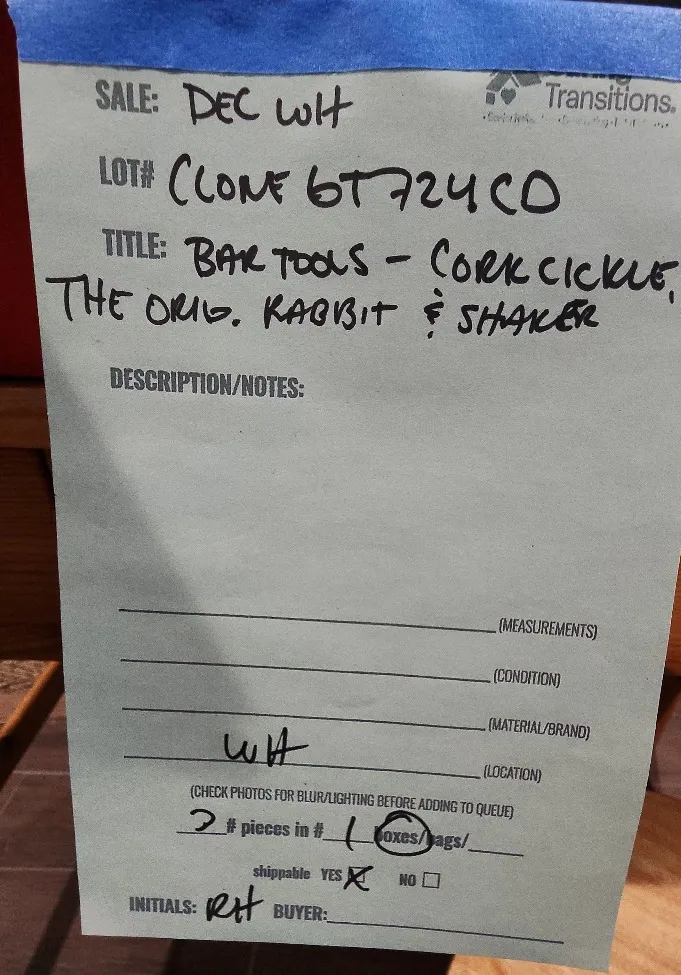 Transitions.
SALE: DEC WH
LOT# CLONE 6T724CD
TITLE: BAR TOOLS - CORKCICKLE,
THE ORIG. RABBIT & SHAKER
DESCRIPTION/NOTES:
(MEASUREMENTS)
(CONDITION)
(MATERIAL/BRAND)
WH (LOCATION)
(CHECK PHOTOS FOR BLUR/LIGHTING BEFORE ADDING TO QUEUE)
# pieces in # 1 boxes/bags/
shippable YES NO
INITIALS: RH BUYER: